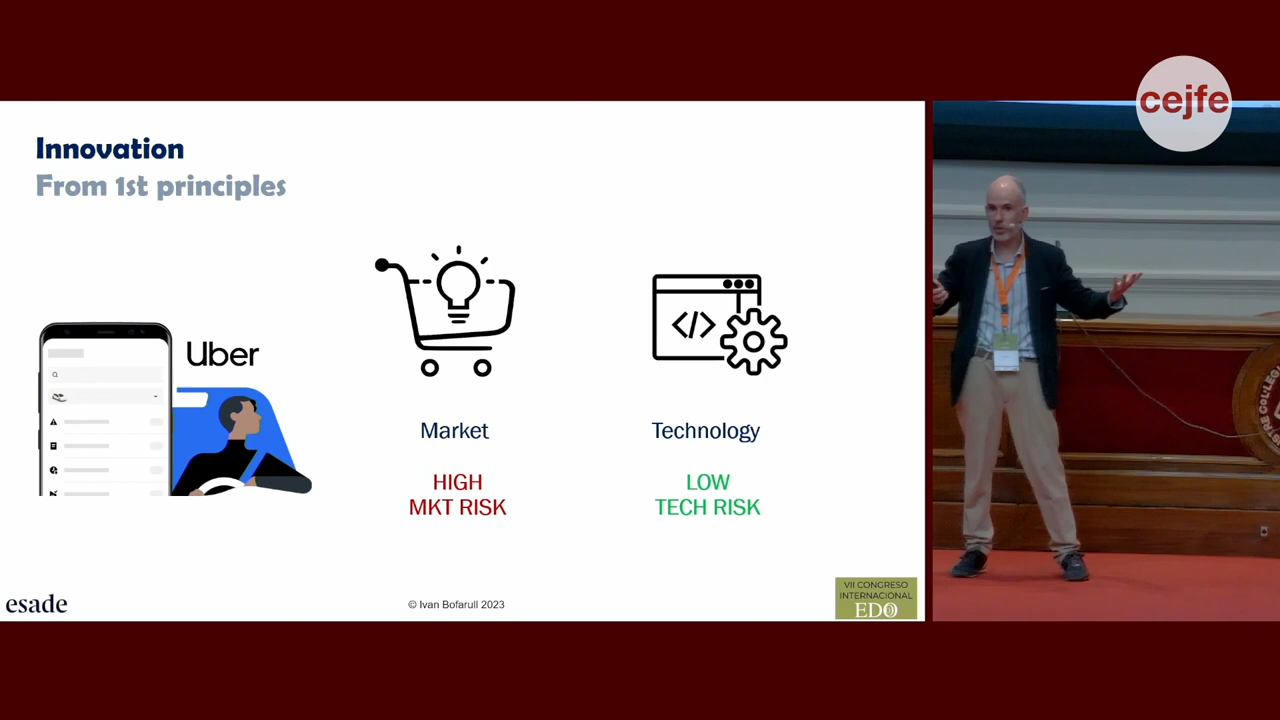 cejfe
Innovation
From 1st principles
Uber
</>
Market
Technology
HIGH
MKT RISK
LOW
TECH RISK
esade
© Ivan Bofarull 2023
VII CONGRESO
INTERNACIONAL
EDO